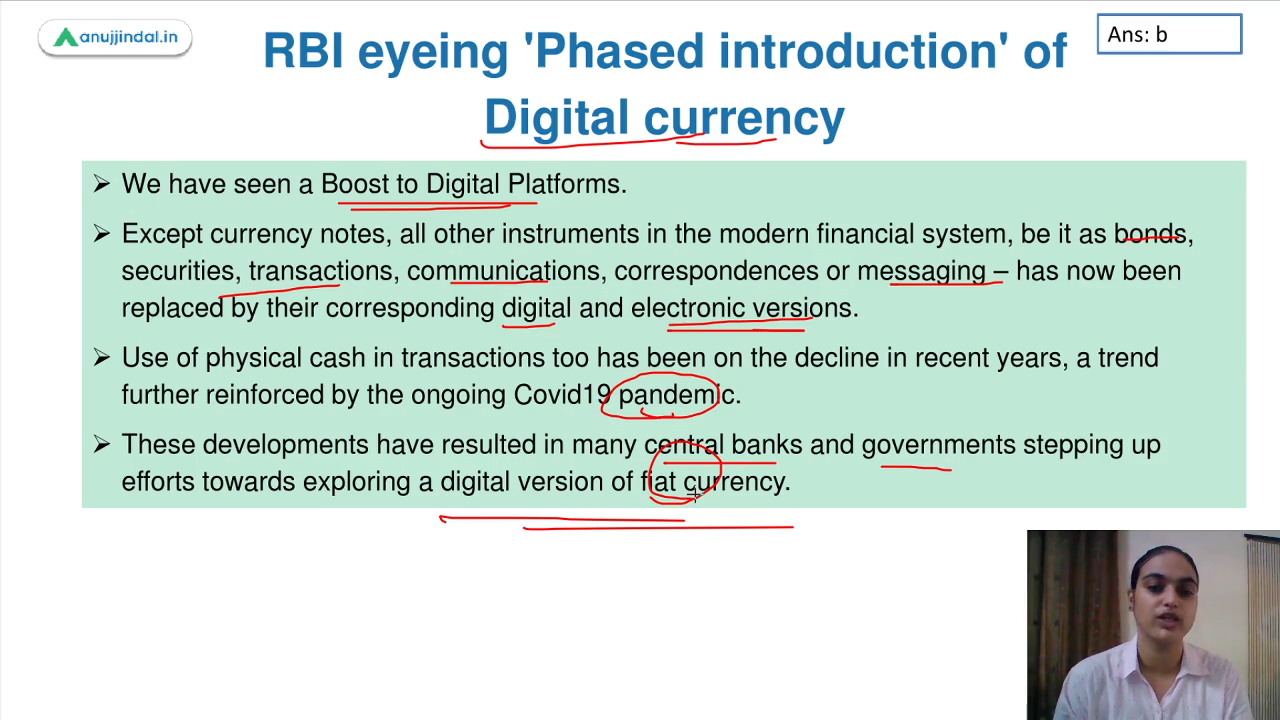 anujjindal.in
Ans: b
RBI eyeing 'Phased introduction' of
Digital currency
➢ We have seen a Boost to Digital Platforms.
➢ Except currency notes, all other instruments in the modern financial system, be it as bonds,
securities, transactions, communications, correspondences or messaging – has now been
replaced by their corresponding digital and electronic versions.
➢ Use of physical cash in transactions too has been on the decline in recent years, a trend
further reinforced by the ongoing Covid19 pandemic.
➢ These developments have resulted in many central banks and governments stepping up
efforts towards exploring a digital version of fiat currency.